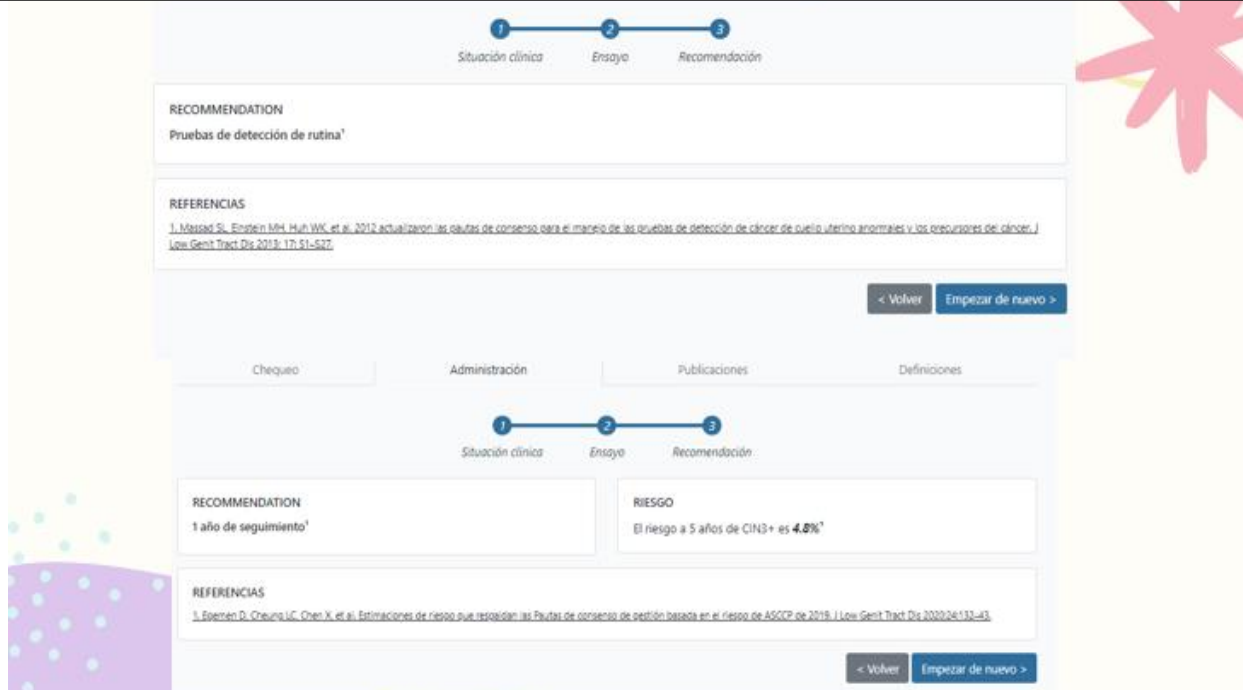 1 2 3
Situación clínica Ensayo Recomendación
RECOMMENDATION
Pruebas de detección de rutina¹
REFERENCIAS
1. Massad SL, Einstein MH, Huh WK, et al. 2012 actualizaron las pautas de consenso para el manejo de las pruebas de detección de cáncer de cuello uterino anormales y los precursores del cáncer. J
Low Genit Tract Dis 2013; 17: S1–S27.
< Volver Empezar de nuevo >
Chequeo Administración Publicaciones Definiciones
1 2 3
Situación clínica Ensayo Recomendación
RECOMMENDATION
1 año de seguimiento¹
RIESGO
El riesgo a 5 años de CIN3+ es 4.8%¹
REFERENCIAS
1. Egemen D, Cheung LC, Chen X, et al. Estimaciones de riesgo que respaldan las Pautas de consenso de gestión basada en el riesgo de ASCCP de 2019. J Low Genit Tract Dis 2020;24:132–43.
< Volver Empezar de nuevo >